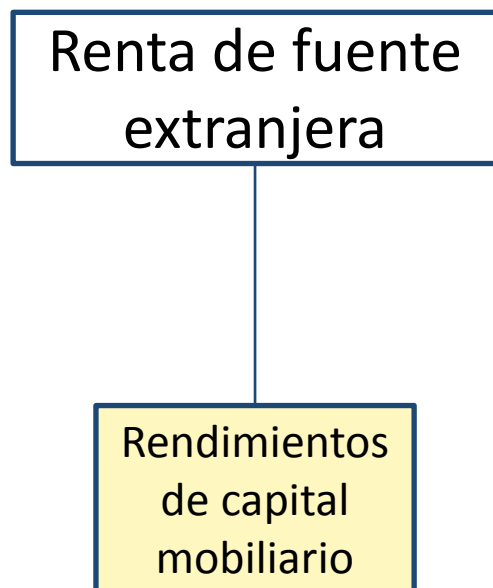 Renta de fuente
extranjera
Rendimientos
de capital
mobiliario